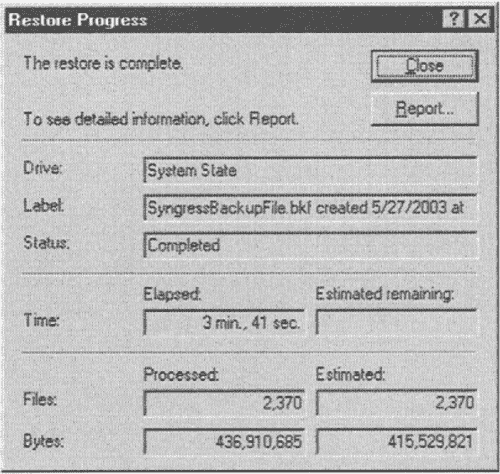 Restore Progress
The restore is complete.
Close
To see detailed information, click Report.
Report...
Drive: System State
Label: SyngressBackupFile.bkf created 5/27/2003 at
Status: Completed
Elapsed: Estimated remaining:
Time: 3 min., 41 sec.
Processed: Estimated:
Files: 2,370 2,370
Bytes: 436,910,685 415,529,821